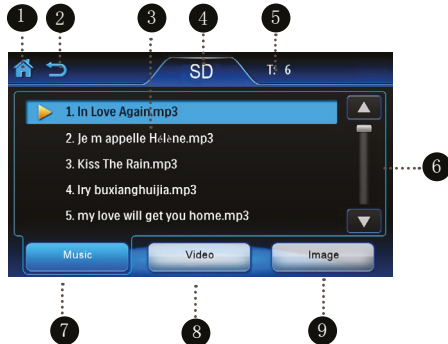 1 2 3 4 5
SD T: 6
1. In Love Again.mp3
2. Je m appelle Hélène.mp3
3. Kiss The Rain.mp3
4. Iry buxianghuijia.mp3
5. my love will get you home.mp3
6
Music Video Image
7 8 9